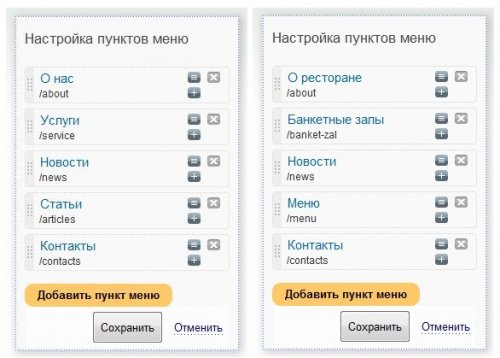 Настройка пунктов меню
О нас
/about
Услуги
/service
Новости
/news
Статьи
/articles
Контакты
/contacts
Добавить пункт меню
Сохранить Отменить
Настройка пунктов меню
О ресторане
/about
Банкетные залы
/banket-zal
Новости
/news
Меню
/menu
Контакты
/contacts
Добавить пункт меню
Сохранить Отменить